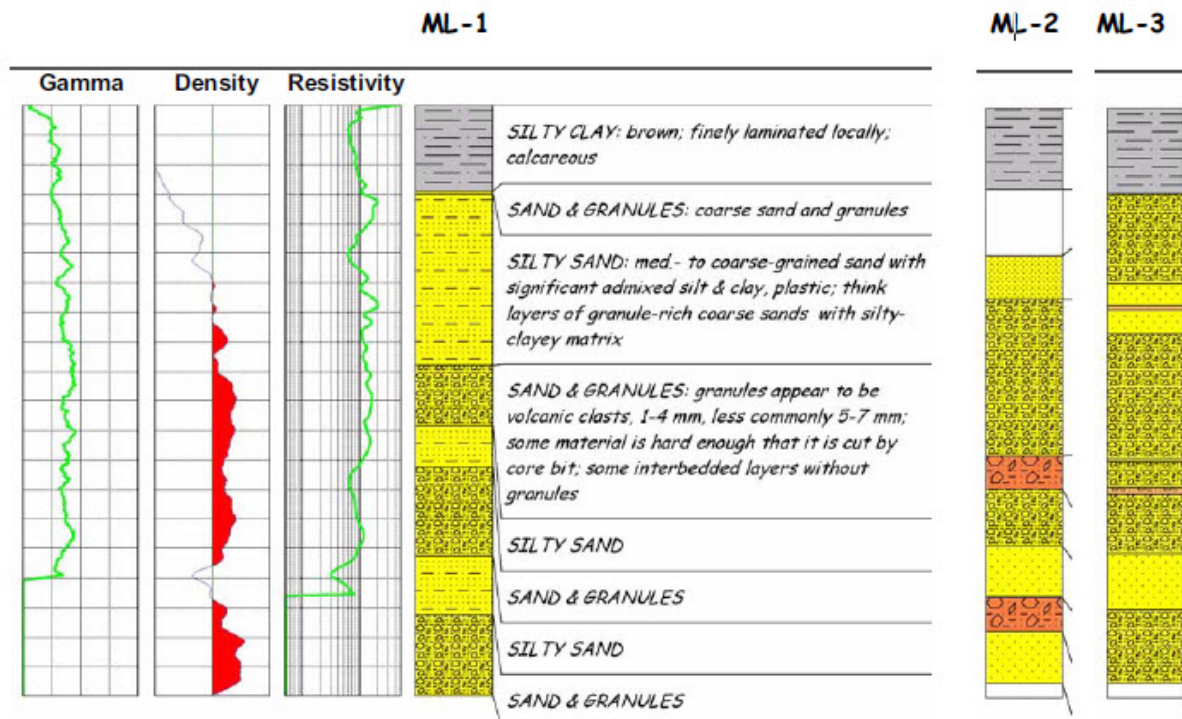 ML-1
ML-2
ML-3
Gamma
Density
Resistivity
SILTY CLAY: brown; finely laminated locally;
calcareous
SAND & GRANULES: coarse sand and granules
SILTY SAND: med.- to coarse-grained sand with
significant admixed silt & clay, plastic; think
layers of granule-rich coarse sands with silty-
clayey matrix
SAND & GRANULES: granules appear to be
volcanic clasts, 1-4 mm, less commonly 5-7 mm;
some material is hard enough that it is cut by
core bit; some interbedded layers without
granules
SILTY SAND
SAND & GRANULES
SILTY SAND
SAND & GRANULES